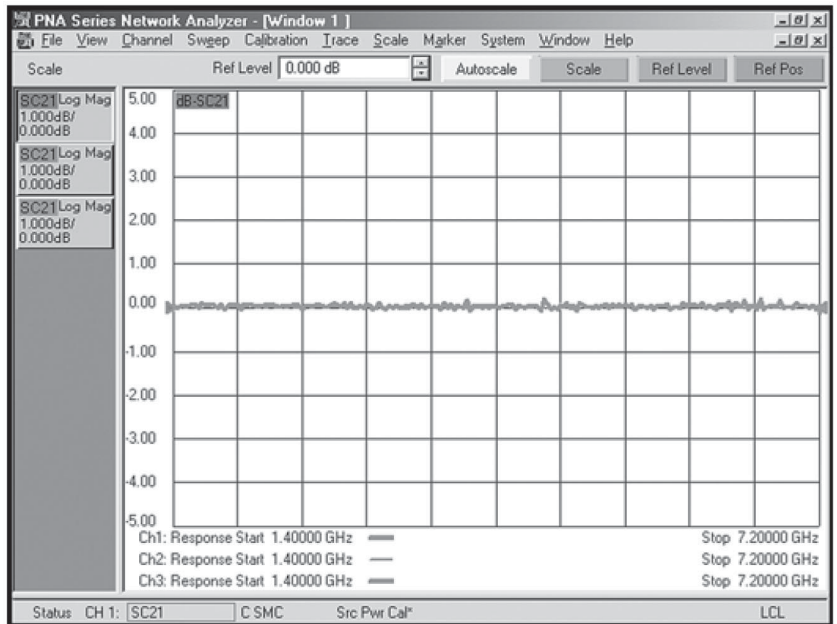 PNA Series Network Analyzer - [Window 1 ]
File View Channel Sweep Calibration Trace Scale Marker System Window Help
Scale Ref Level 0.000 dB Autoscale Scale Ref Level Ref Pos
SC21 Log Mag
1.000dB/
0.000dB
SC21 Log Mag
1.000dB/
0.000dB
SC21 Log Mag
1.000dB/
0.000dB
dB-SC21
5.00
4.00
3.00
2.00
1.00
0.00
-1.00
-2.00
-3.00
-4.00
-5.00
Ch1: Response Start 1.40000 GHz Stop 7.20000 GHz
Ch2: Response Start 1.40000 GHz Stop 7.20000 GHz
Ch3: Response Start 1.40000 GHz Stop 7.20000 GHz
Status CH 1: SC21 C SMC Src Pwr Cal* LCL